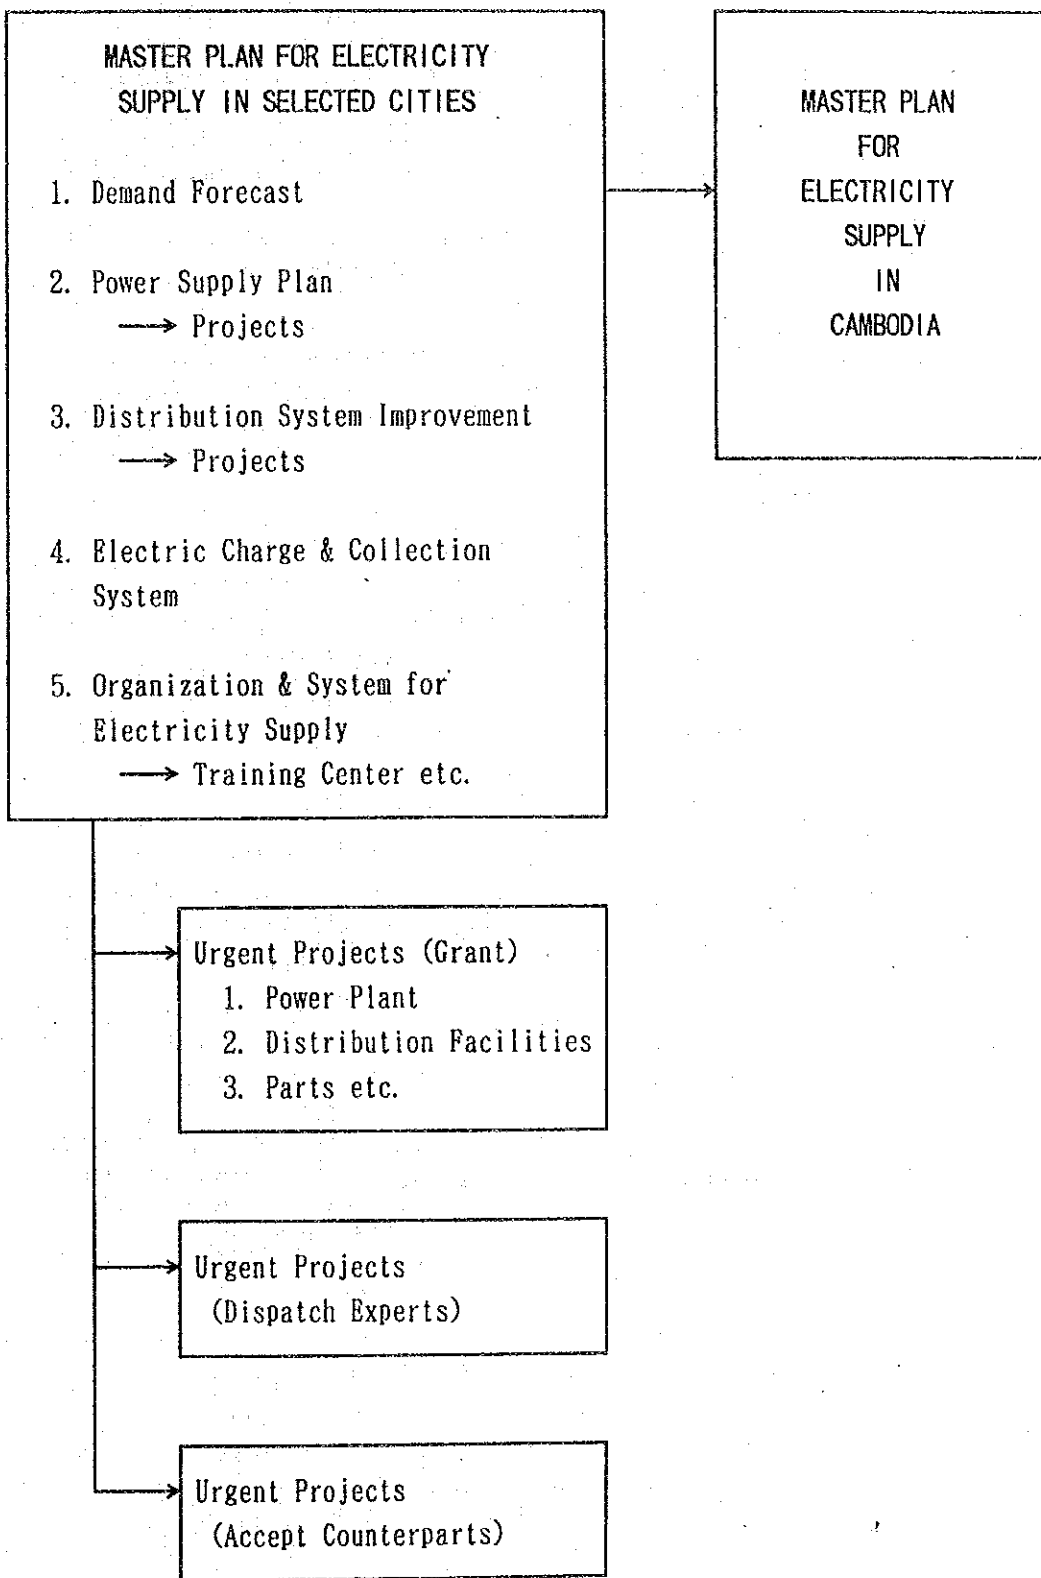 MASTER PLAN FOR ELECTRICITY
SUPPLY IN SELECTED CITIES
1. Demand Forecast
2. Power Supply Plan
→ Projects
3. Distribution System Improvement
→ Projects
4. Electric Charge & Collection
System
5. Organization & System for
Electricity Supply
→ Training Center etc.
MASTER PLAN
FOR
ELECTRICITY
SUPPLY
IN
CAMBODIA
Urgent Projects (Grant)
1. Power Plant
2. Distribution Facilities
3. Parts etc.
Urgent Projects
(Dispatch Experts)
Urgent Projects
(Accept Counterparts)